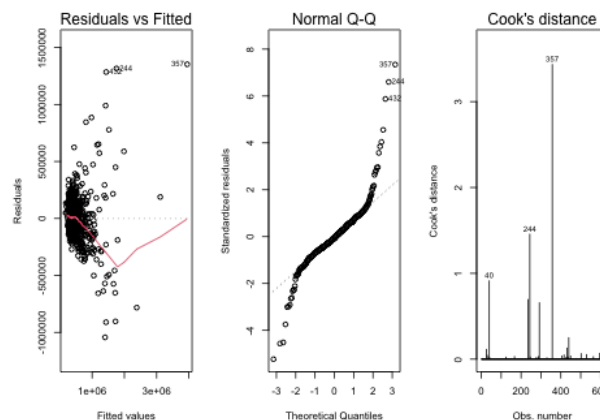 Residuals vs Fitted
Residuals
1500000
1000000
500000
0
-500000
-1000000
357
244
432
1e+06 3e+06
Fitted values
Normal Q-Q
Standardized residuals
8
6
4
2
0
-2
-4
357
244
432
-3 -2 -1 0 1 2 3
Theoretical Quantiles
Cook's distance
Cook's distance
3
2
1
0
357
244
40
0 200 400
Obs. number